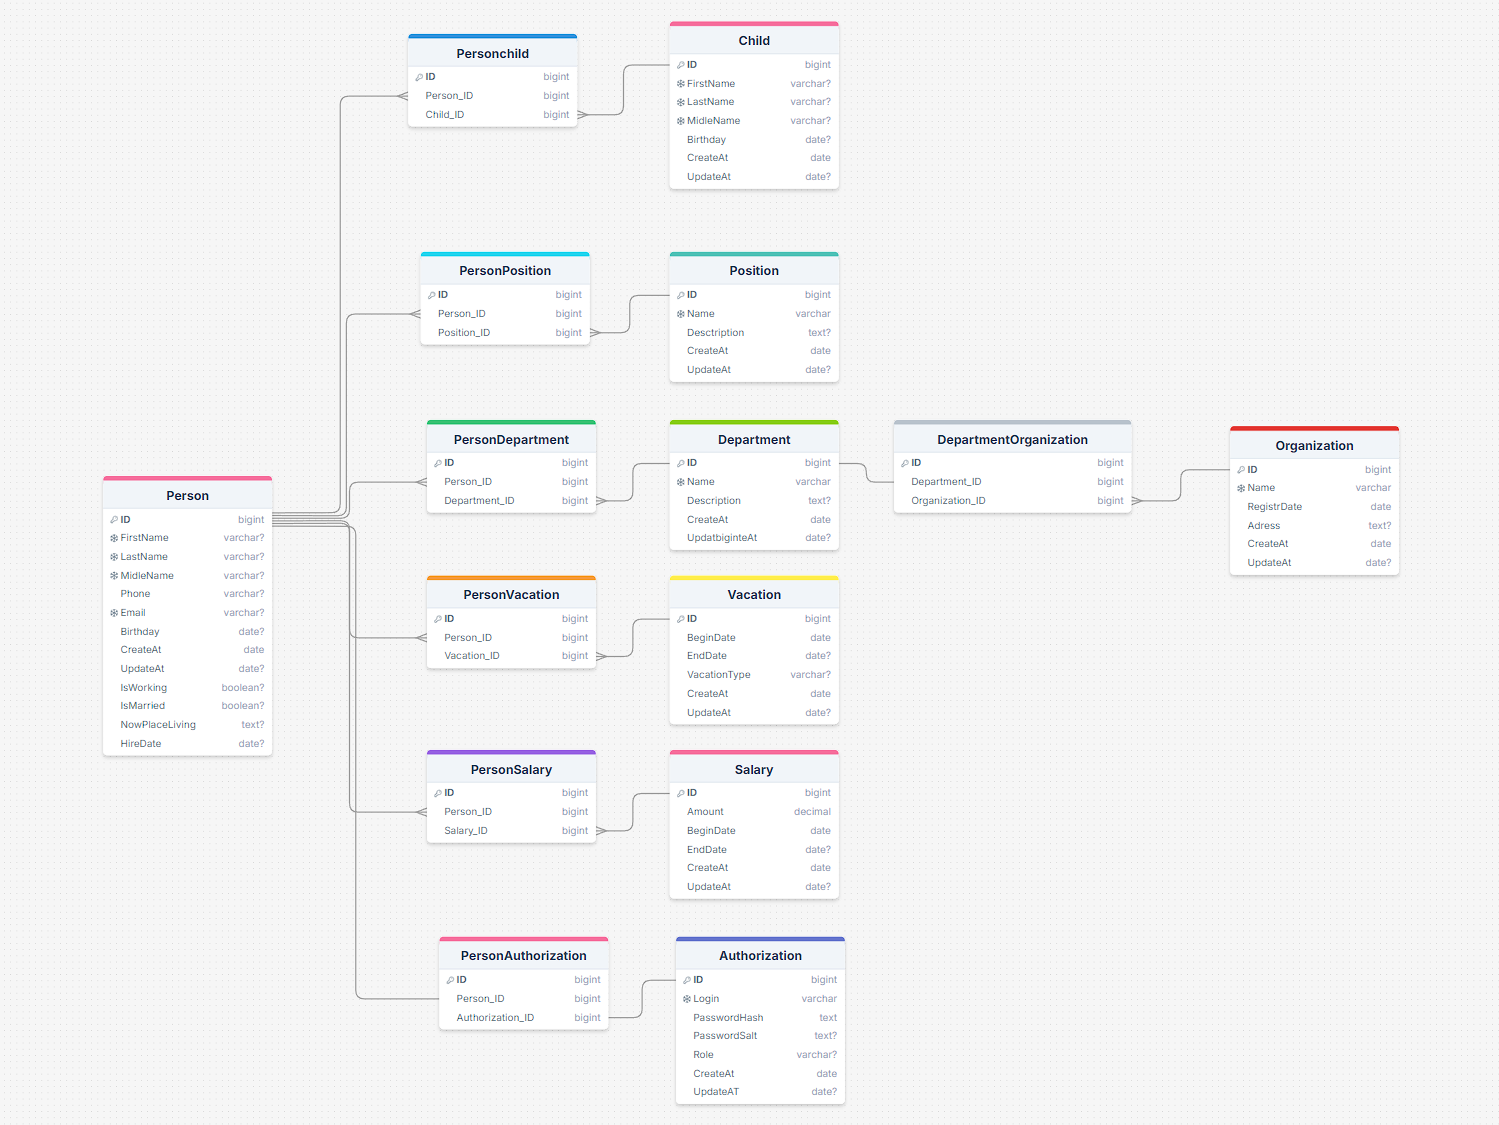 Personchild
ID bigint
Person_ID bigint
Child_ID bigint
Child
ID bigint
FirstName varchar?
LastName varchar?
MidleName varchar?
Birthday date?
CreateAt date
UpdateAt date?
PersonPosition
ID bigint
Person_ID bigint
Position_ID bigint
Position
ID bigint
Name varchar
Desctription text?
CreateAt date
UpdateAt date?
PersonDepartment
ID bigint
Person_ID bigint
Department_ID bigint
Department
ID bigint
Name varchar
Description text?
CreateAt date
UpdatbiginteAt date?
DepartmentOrganization
ID bigint
Department_ID bigint
Organization_ID bigint
Organization
ID bigint
Name varchar
RegistrDate date
Adress text?
CreateAt date
UpdateAt date?
Person
ID bigint
FirstName varchar?
LastName varchar?
MidleName varchar?
Phone varchar?
Email varchar?
Birthday date?
CreateAt date
UpdateAt date?
IsWorking boolean?
IsMarried boolean?
NowPlaceLiving text?
HireDate date?
PersonVacation
ID bigint
Person_ID bigint
Vacation_ID bigint
Vacation
ID bigint
BeginDate date
EndDate date?
VacationType varchar?
CreateAt date
UpdateAt date?
PersonSalary
ID bigint
Person_ID bigint
Salary_ID bigint
Salary
ID bigint
Amount decimal
BeginDate date
EndDate date?
CreateAt date
UpdateAt date?
PersonAuthorization
ID bigint
Person_ID bigint
Authorization_ID bigint
Authorization
ID bigint
Login varchar
PasswordHash text
PasswordSalt text?
Role varchar?
CreateAt date
UpdateAT date?